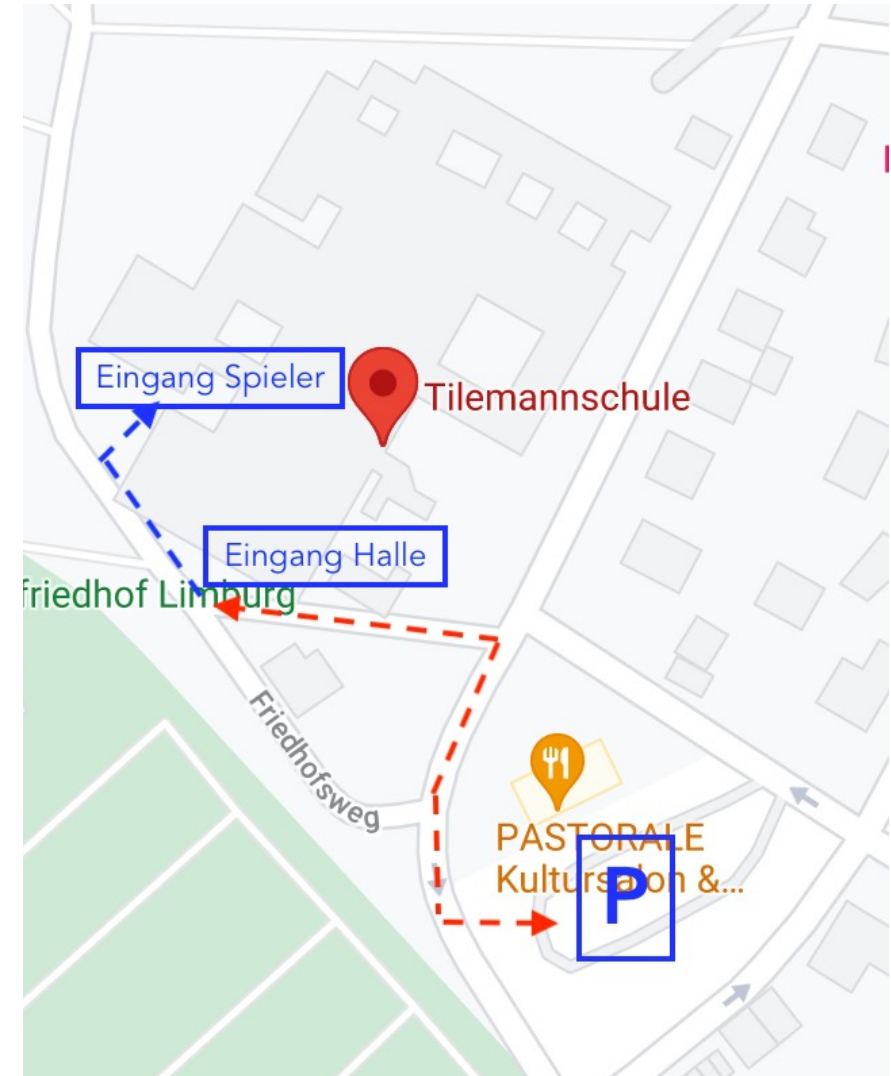 Eingang Spieler
Tilemannschule
Eingang Halle
friedhof Limburg
Friedhofsweg
PASTORALE
Kultursalon &...
P